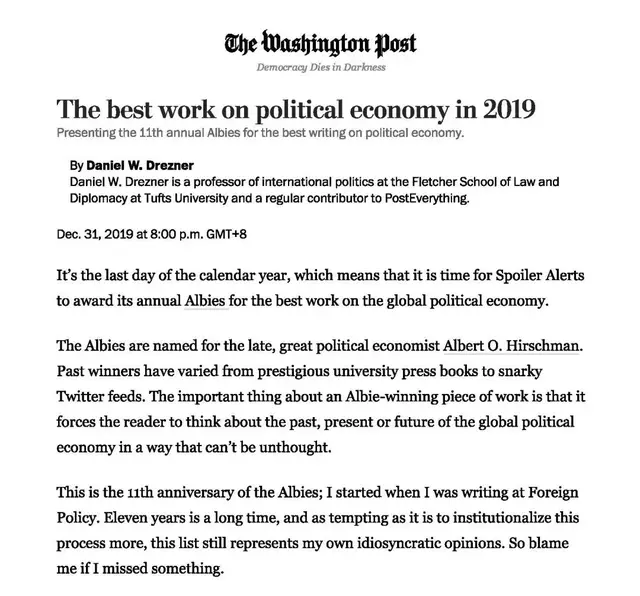 The Washington Post
Democracy Dies in Darkness
The best work on political economy in 2019
Presenting the 11th annual Albies for the best writing on political economy.
By Daniel W. Drezner
Daniel W. Drezner is a professor of international politics at the Fletcher School of Law and
Diplomacy at Tufts University and a regular contributor to PostEverything.
Dec. 31, 2019 at 8:00 p.m. GMT+8
It's the last day of the calendar year, which means that it is time for Spoiler Alerts
to award its annual Albies for the best work on the global political economy.
The Albies are named for the late, great political economist Albert O. Hirschman.
Past winners have varied from prestigious university press books to snarky
Twitter feeds. The important thing about an Albie-winning piece of work is that it
forces the reader to think about the past, present or future of the global political
economy in a way that can't be unthought.
This is the 11th anniversary of the Albies; I started when I was writing at Foreign
Policy. Eleven years is a long time, and as tempting as it is to institutionalize this
process more, this list still represents my own idiosyncratic opinions. So blame
me if I missed something.